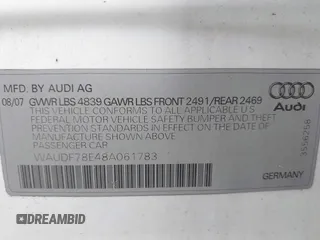 MFD. BY AUDI AG
08/07 GVWR LBS 4839 GAWR LBS FRONT 2491/REAR 2469
THIS VEHICLE CONFORMS TO ALL APPLICABLE U.S.
FEDERAL MOTOR VEHICLE SAFETY BUMPER AND THEFT
PREVENTION STANDARDS IN EFFECT ON THE DATE OF
MANUFACTURE SHOWN ABOVE
PASSENGER CAR
WAUDF78E48A061783
Audi
3556258
GERMANY
DREAMBID